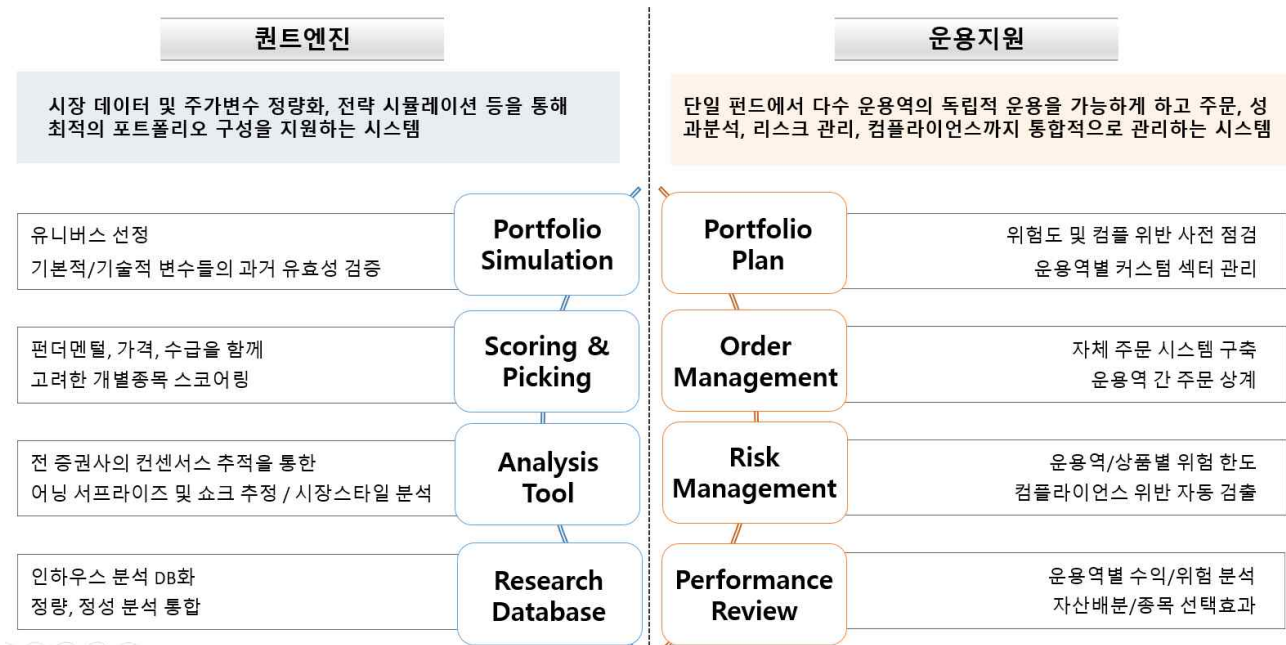 퀀트엔진
시장 데이터 및 주가변수 정량화, 전략 시뮬레이션 등을 통해
최적의 포트폴리오 구성을 지원하는 시스템
유니버스 선정
기본적/기술적 변수들의 과거 유효성 검증
Portfolio
Simulation
펀더멘털, 가격, 수급을 함께
고려한 개별종목 스코어링
Scoring &
Picking
전 증권사의 컨센서스 추적을 통한
어닝 서프라이즈 및 쇼크 추정 / 시장스타일 분석
Analysis
Tool
인하우스 분석 DB화
정량, 정성 분석 통합
Research
Database
운용지원
단일 펀드에서 다수 운용역의 독립적 운용을 가능하게 하고 주문, 성
과분석, 리스크 관리, 컴플라이언스까지 통합적으로 관리하는 시스템
Portfolio
Plan
위험도 및 컴플 위반 사전 점검
운용역별 커스텀 섹터 관리
Order
Management
자체 주문 시스템 구축
운용역 간 주문 상계
Risk
Management
운용역/상품별 위험 한도
컴플라이언스 위반 자동 검출
Performance
Review
운용역별 수익/위험 분석
자산배분/종목 선택효과